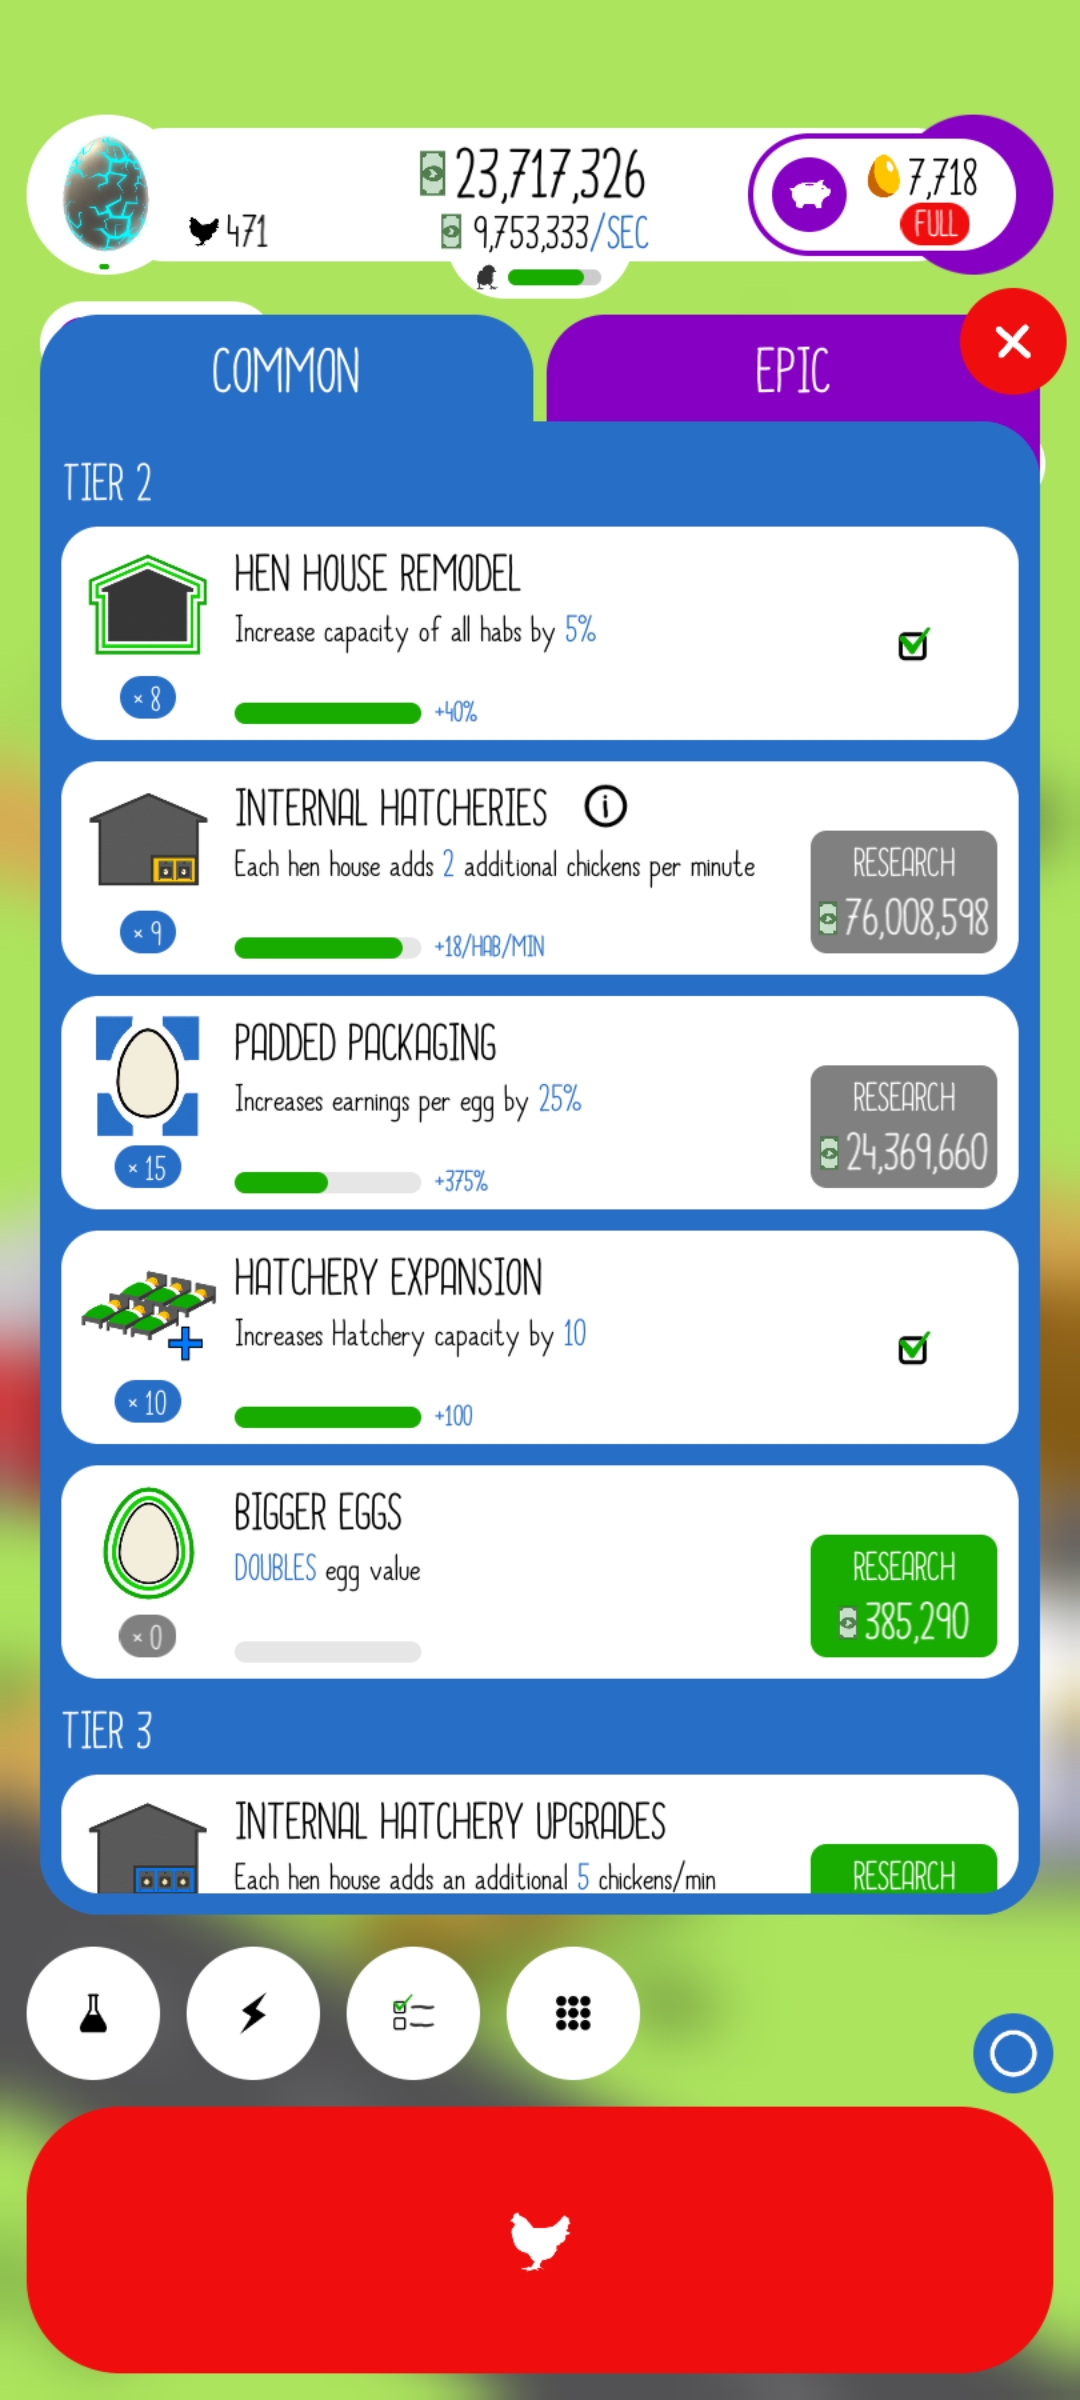 23,717,326
7,718
471
9,753,333/SEC
FULL
COMMON
EPIC
TIER 2
HEN HOUSE REMODEL
Increase capacity of all habs by 5%
× 8
+40%
INTERNAL HATCHERIES i
Each hen house adds 2 additional chickens per minute
RESEARCH
76,008,598
× 9
+18/HAB/MIN
PADDED PACKAGING
Increases earnings per egg by 25%
RESEARCH
24,369,660
× 15
+375%
HATCHERY EXPANSION
Increases Hatchery capacity by 10
× 10
+100
BIGGER EGGS
DOUBLES egg value
RESEARCH
385,290
× 0
TIER 3
INTERNAL HATCHERY UPGRADES
Each hen house adds an additional 5 chickens/min
RESEARCH